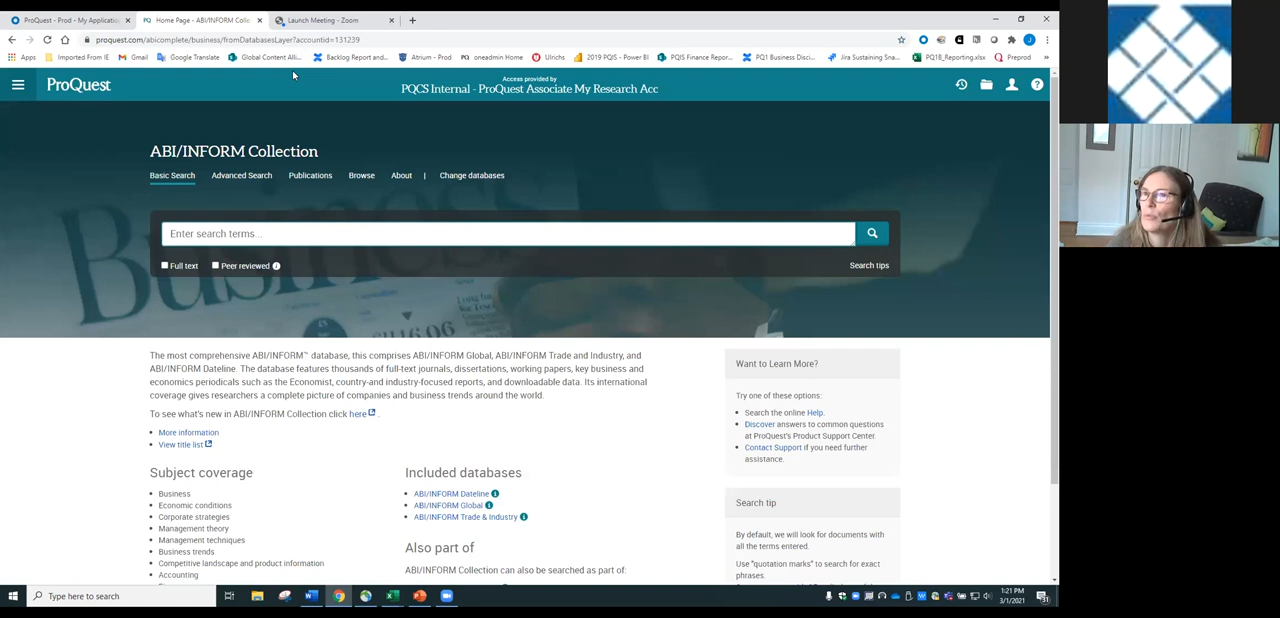 ProQuest - Prod - My Applicatio
Home Page - ABI/INFORM Colle
Launch Meeting - Zoom
proquest.com/abicomplete/business/fromDatabasesLayer?accountid=131239
Apps
Imported From IE
Gmail
Google Translate
Global Content Alli...
Backlog Report and...
Atrium - Prod
oneadmin Home
Ulrichs
2019 PQIS - Power BI
PQIS Finance Repor...
PQ1 Business Disci...
Jira Sustaining Sna...
PQ18_Reporting.xlsx
Preprod
ProQuest
Access provided by
PQCS Internal - ProQuest Associate My Research Acc
ABI/INFORM Collection
Basic Search
Advanced Search
Publications
Browse
About
|
Change databases
Enter search terms...
Full text
Peer reviewed
Search tips
Business
The most comprehensive ABI/INFORM™ database, this comprises ABI/INFORM Global, ABI/INFORM Trade and Industry, and
ABI/INFORM Dateline. The database features thousands of full-text journals, dissertations, working papers, key business and
economics periodicals such as the Economist, country-and industry-focused reports, and downloadable data. Its international
coverage gives researchers a complete picture of companies and business trends around the world.
To see what's new in ABI/INFORM Collection click here .
More information
View title list
Subject coverage
Business
Economic conditions
Corporate strategies
Management theory
Management techniques
Business trends
Competitive landscape and product information
Accounting
Included databases
ABI/INFORM Dateline
ABI/INFORM Global
ABI/INFORM Trade & Industry
Also part of
ABI/INFORM Collection can also be searched as part of:
Want to Learn More?
Try one of these options:
Search the online Help.
Discover answers to common questions
at ProQuest's Product Support Center.
Contact Support if you need further
assistance.
Search tip
By default, we will look for documents with
all the terms entered.
Use "quotation marks" to search for exact
phrases.
Type here to search
1:21 PM
3/1/2021